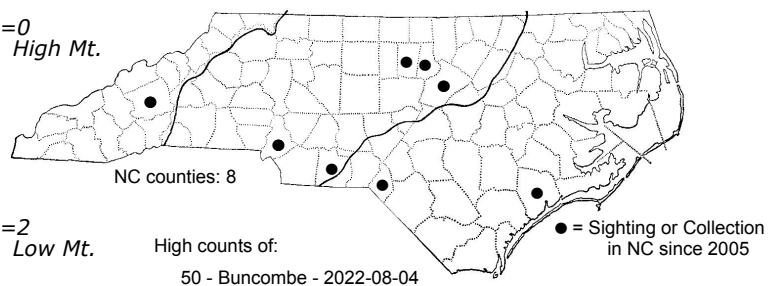 =0
High Mt.
NC counties: 8
=2
Low Mt.
High counts of:
50 - Buncombe - 2022-08-04
● = Sighting or Collection
in NC since 2005